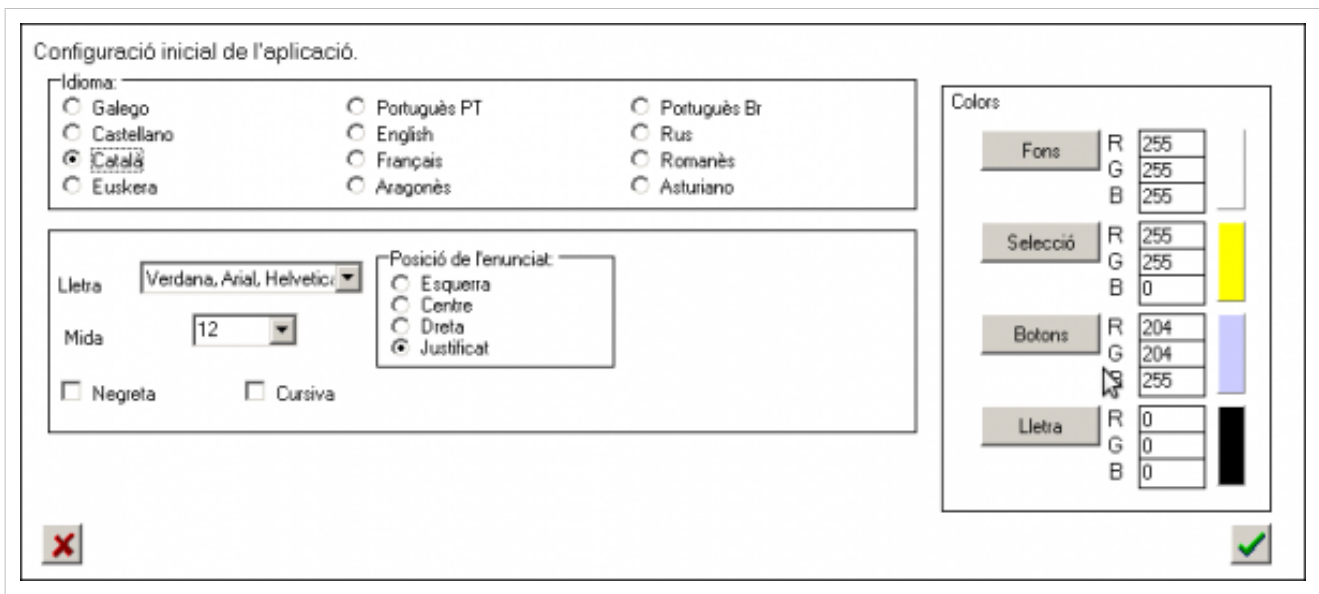 Configuració inicial de l'aplicació.
Idioma:
Galego
Portuguès PT
Portuguès Br
Castellano
English
Rus
Català
Français
Romanès
Euskera
Aragonès
Asturiano
Lletra
Verdana, Arial, Helvetica
Mida
12
Negreta
Cursiva
Posició de l'enunciat:
Esquerra
Centre
Dreta
Justificat
Colors
Fons
R 255
G 255
B 255
Selecció
R 255
G 255
B 0
Botons
R 204
G 204
B 255
Lletra
R 0
G 0
B 0